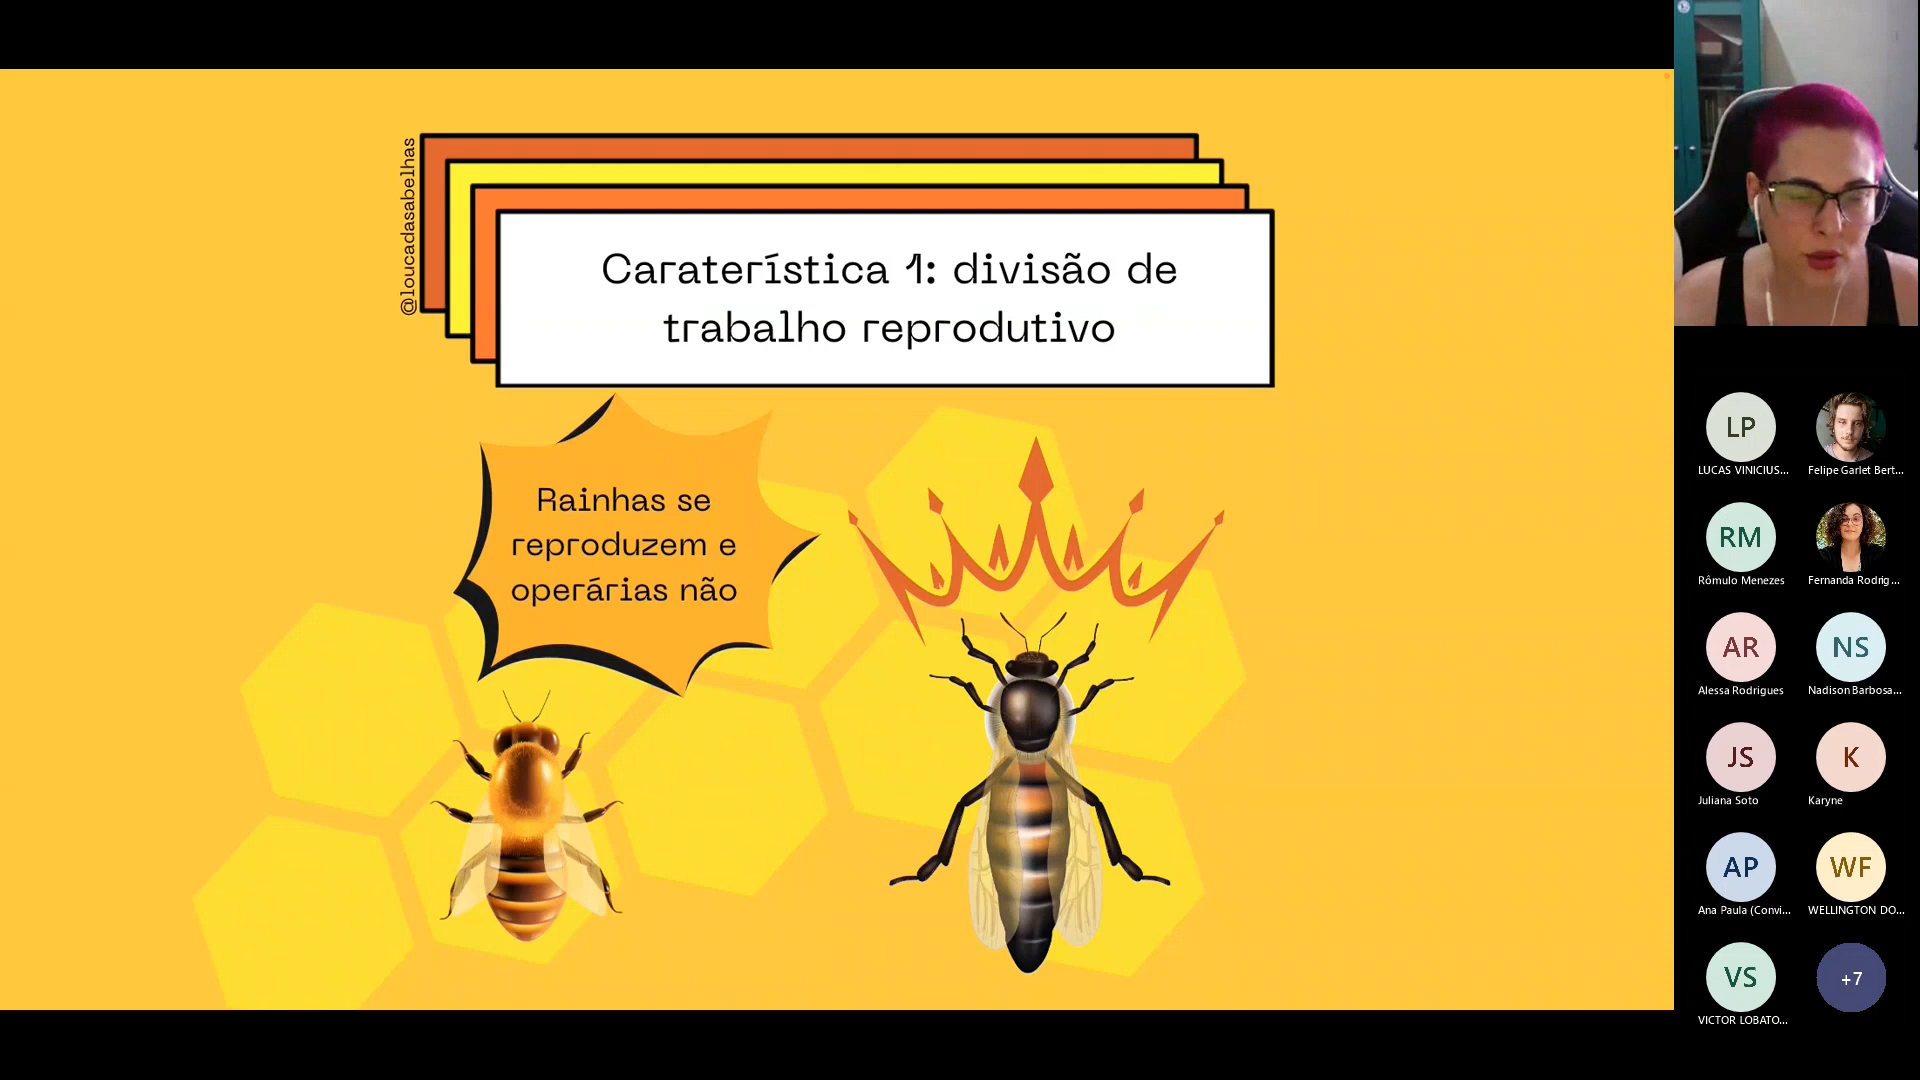 @loucadasabelhas
Caraterística 1: divisão de
trabalho reprodutivo
Rainhas se
reproduzem e
operárias não
LP
LUCAS VINICIUS...
Felipe Garlet Bert...
RM
Rômulo Menezes
Fernanda Rodrig...
AR
Alessa Rodrigues
NS
Nadison Barbosa...
JS
Juliana Soto
K
Karyne
AP
Ana Paula (Convi...
WF
WELLINGTON DO...
VS
VICTOR LOBATO...
+7